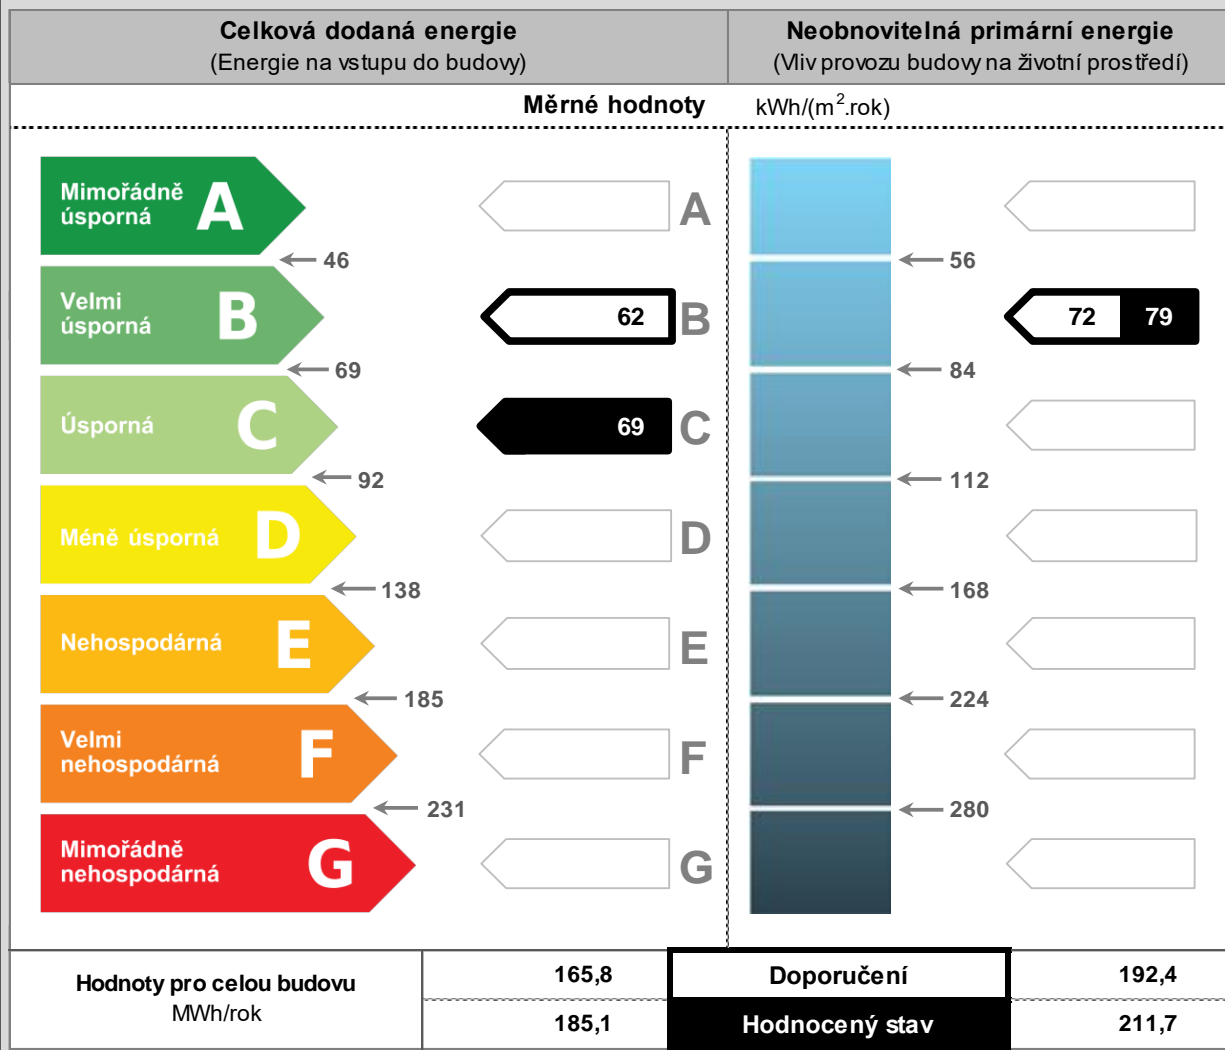 Celková dodaná energie
(Energie na vstupu do budovy)
Neobnovitelná primární energie
(Vliv provozu budovy na životní prostředí)
Měrné hodnoty kWh/(m².rok)
Mimořádně
úsporná
A
A
46
56
Velmi
úsporná
B
62
B
72
79
69
84
Úsporná
C
69
C
92
112
Méně úsporná
D
D
138
168
Nehospodárná
E
E
185
224
Velmi
nehospodárná
F
F
231
280
Mimořádně
nehospodárná
G
G
Hodnoty pro celou budovu
MWh/rok
165,8
Doporučení
192,4
185,1
Hodnocený stav
211,7